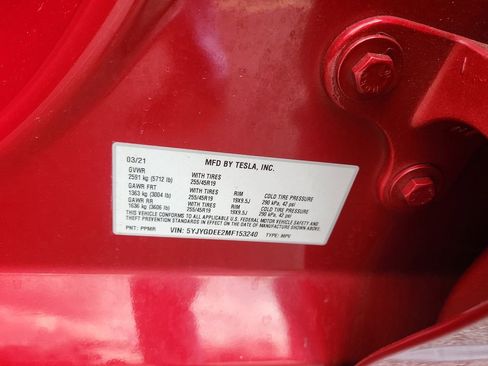 03/21 MFD BY TESLA, INC.
GVWR
2591 kg (5712 lb) WITH TIRES 255/45R19
GAWR FRT
1363 kg (3004 lb) WITH TIRES 255/45R19 RIM 19X9.5J COLD TIRE PRESSURE 290 kPa, 42 psi
GAWR RR
1636 kg (3606 lb) WITH TIRES 255/45R19 RIM 19X9.5J COLD TIRE PRESSURE 290 kPa, 42 psi
THIS VEHICLE CONFORMS TO ALL APPLICABLE U.S. FEDERAL MOTOR VEHICLE SAFETY AND
THEFT PREVENTION STANDARDS IN EFFECT ON THE DATE OF MANUFACTURE SHOWN ABOVE.
PNT: PPMR VIN: 5YJYGDEE2MF153240 TYPE: MPV